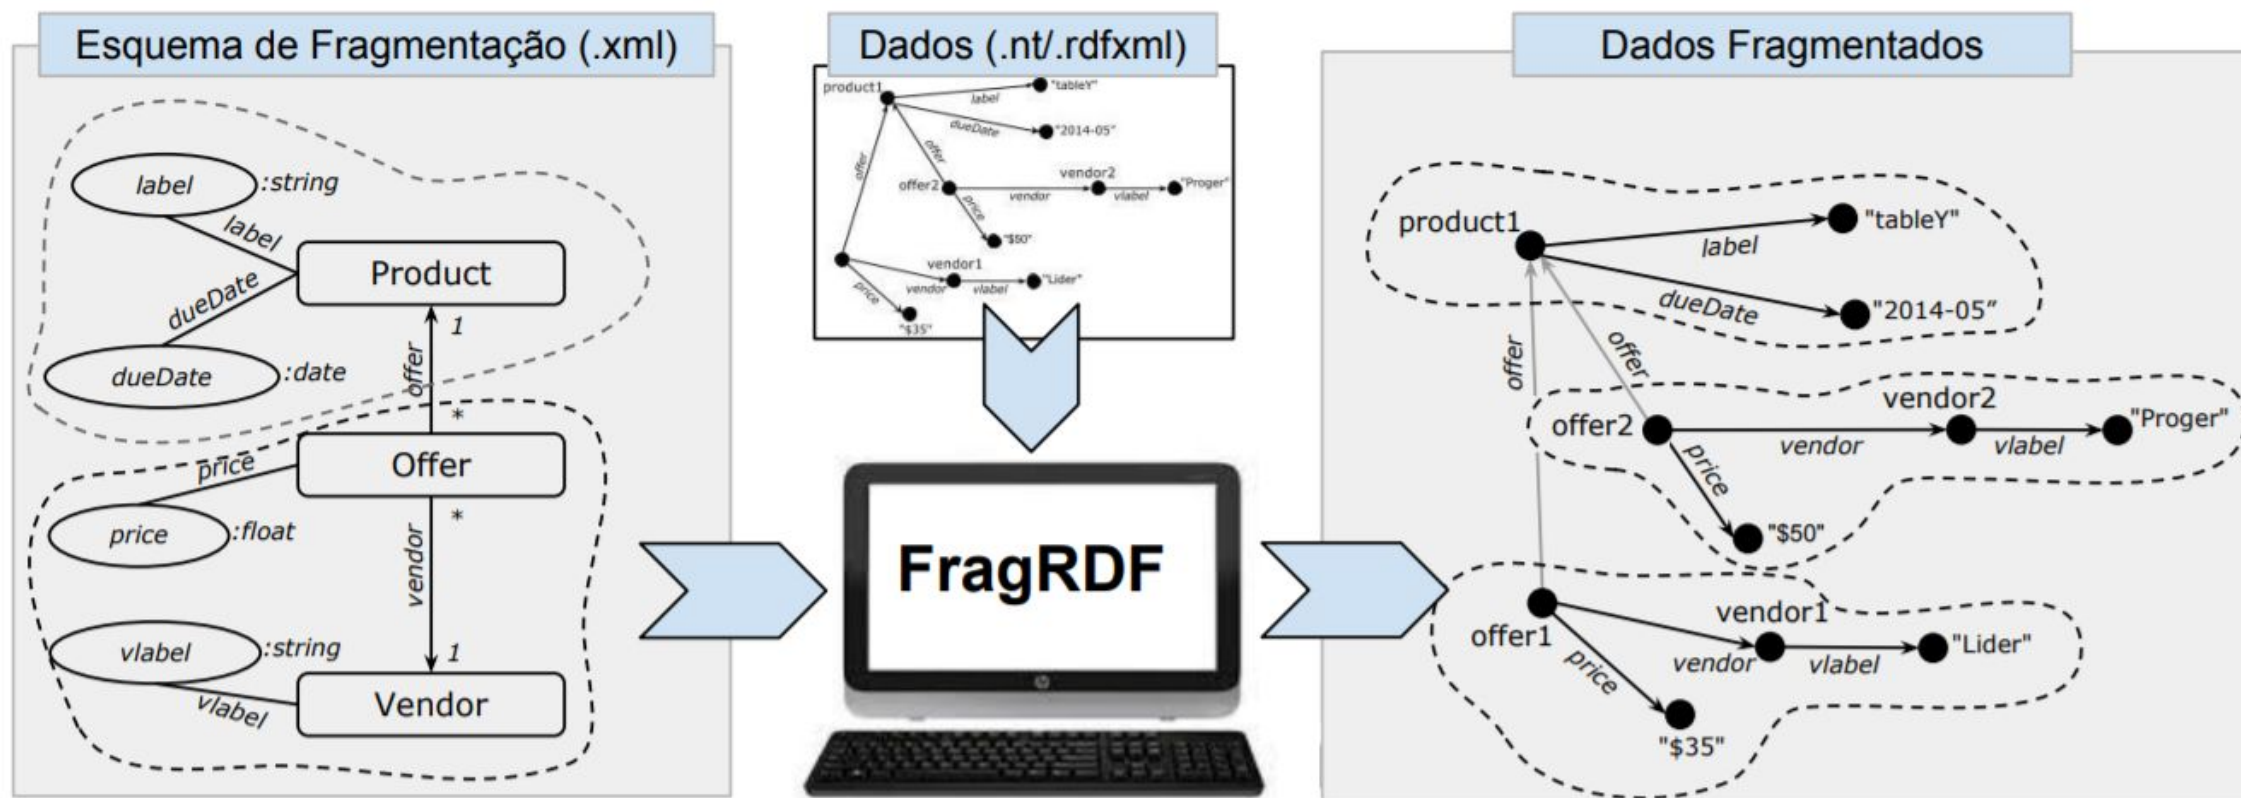 Esquema de Fragmentação (.xml)
label
:string
label
Product
dueDate
dueDate
:date
1
offer
*
Offer
price
price
:float
*
vendor
vlabel
:string
1
vlabel
Vendor
Dados (.nt/.rdfxml)
product1
label
"tableY"
dueDate
"2014-05"
offer
offer
offer2
vendor
vendor2
vlabel
"Proger"
price
"$50"
vendor1
vendor
vlabel
"Lider"
price
"$35"
FragRDF
Dados Fragmentados
product1
label
"tableY"
dueDate
"2014-05"
offer
offer
offer2
vendor2
vendor
vlabel
"Proger"
price
"$50"
offer1
vendor1
vendor
vlabel
"Lider"
price
"$35"